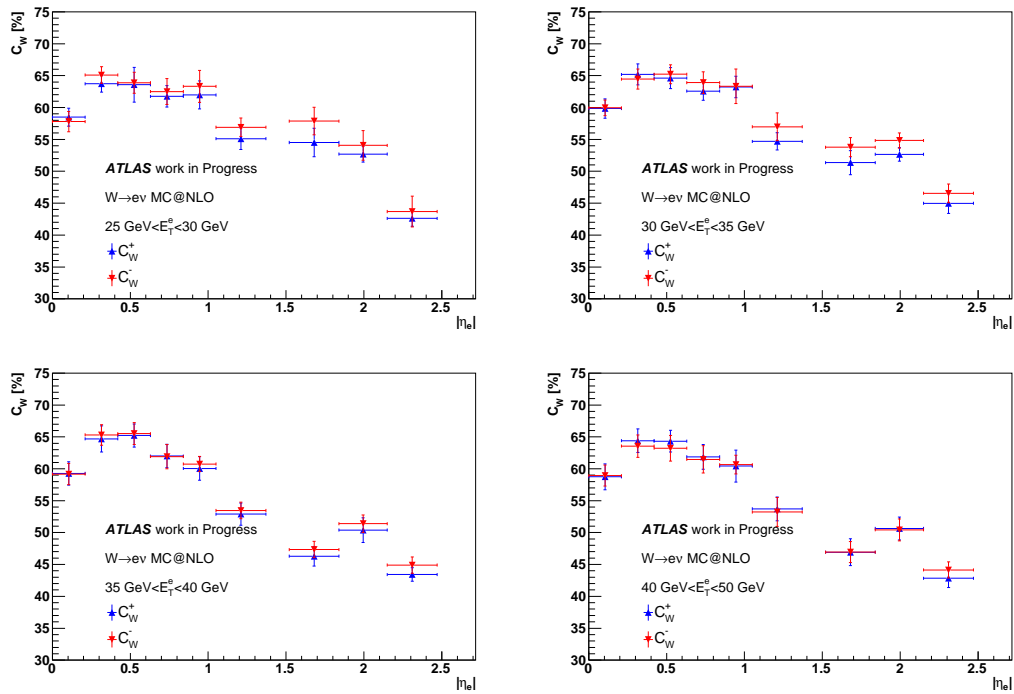 C_W [%]
75
70
65
60
55
50
45
40
35
30
ATLAS work in Progress
W→eν MC@NLO
25 GeV<E_T^e<30 GeV
C_W^+
C_W^-
0 0.5 1 1.5 2 2.5
|η_e|
C_W [%]
75
70
65
60
55
50
45
40
35
30
ATLAS work in Progress
W→eν MC@NLO
30 GeV<E_T^e<35 GeV
C_W^+
C_W^-
0 0.5 1 1.5 2 2.5
|η_e|
C_W [%]
75
70
65
60
55
50
45
40
35
30
ATLAS work in Progress
W→eν MC@NLO
35 GeV<E_T^e<40 GeV
C_W^+
C_W^-
0 0.5 1 1.5 2 2.5
|η_e|
C_W [%]
75
70
65
60
55
50
45
40
35
30
ATLAS work in Progress
W→eν MC@NLO
40 GeV<E_T^e<50 GeV
C_W^+
C_W^-
0 0.5 1 1.5 2 2.5
|η_e|